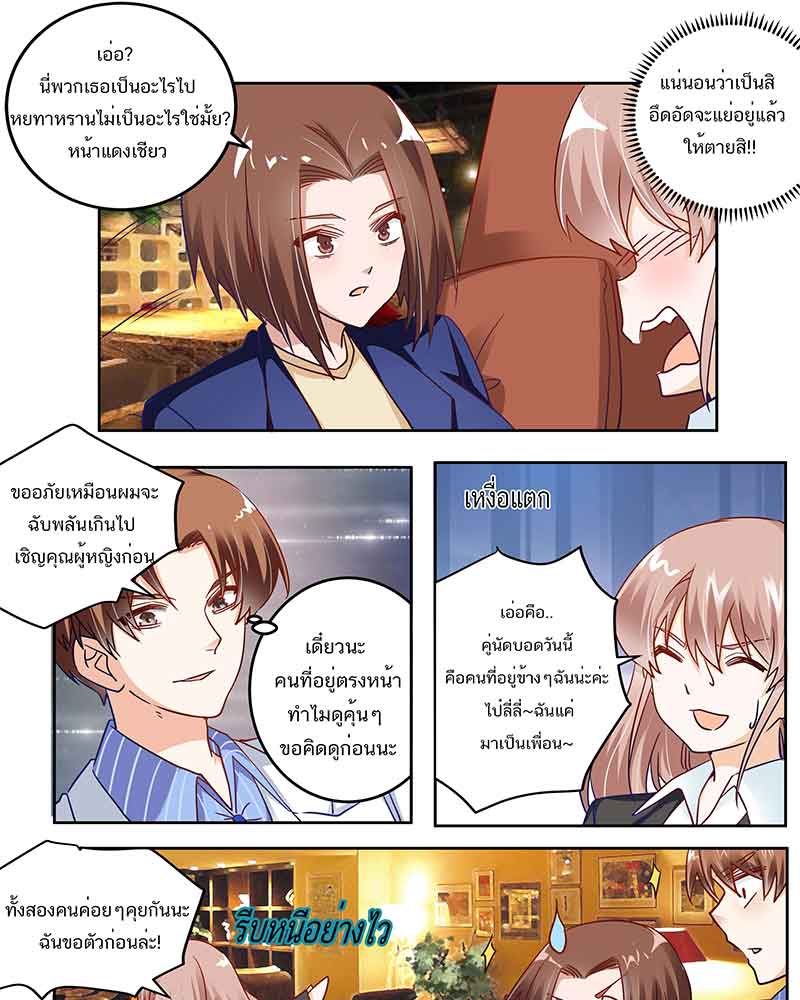 เอ่อ?
นี่พวกเธอเป็นอะไรไป
หยทาหรานไม่เป็นอะไรใช่มั้ย?
หน้าแดงเชียว
แน่นอนว่าเป็นสิ
อึดอัดจะแย่อยู่แล้ว
ให้ตายสิ!!
ขออภัยเหมือนผมจะ
ฉับพลันเกินไป
เชิญคุณผู้หญิงก่อน
เดี๋ยวนะ
คนที่อยู่ตรงหน้า
ทำไมดูคุ้นๆ
ขอคิดดูก่อนนะ
เหงื่อแตก
เอ่อคือ..
คู่นัดบอดวันนี้
คือคนที่อยู่ข้างๆฉันน่ะค่ะ
ไป๋ลี่ลี่~ฉันแค่
มาเป็นเพื่อน~
ทั้งสองคนค่อยๆคุยกันนะ
ฉันขอตัวก่อนล่ะ!
รีบหนีอย่างไว